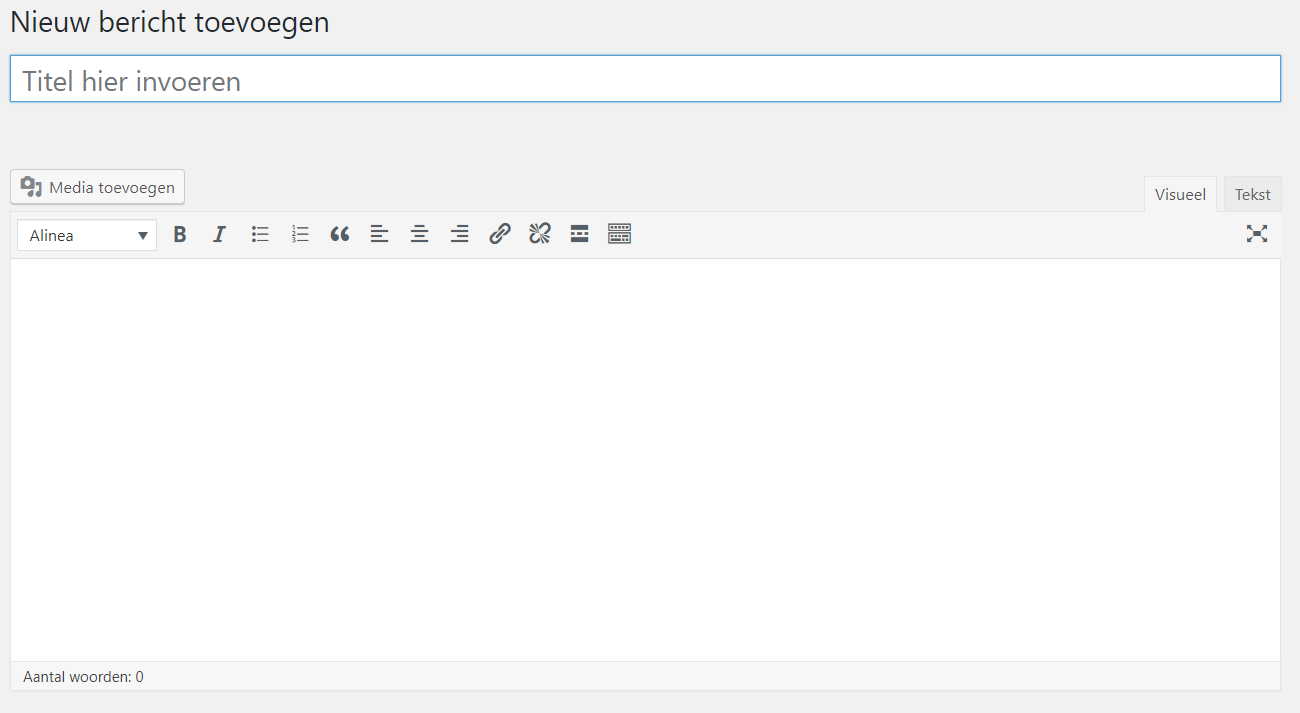 Nieuw bericht toevoegen
Titel hier invoeren
Media toevoegen
Visueel Tekst
Alinea
Aantal woorden: 0